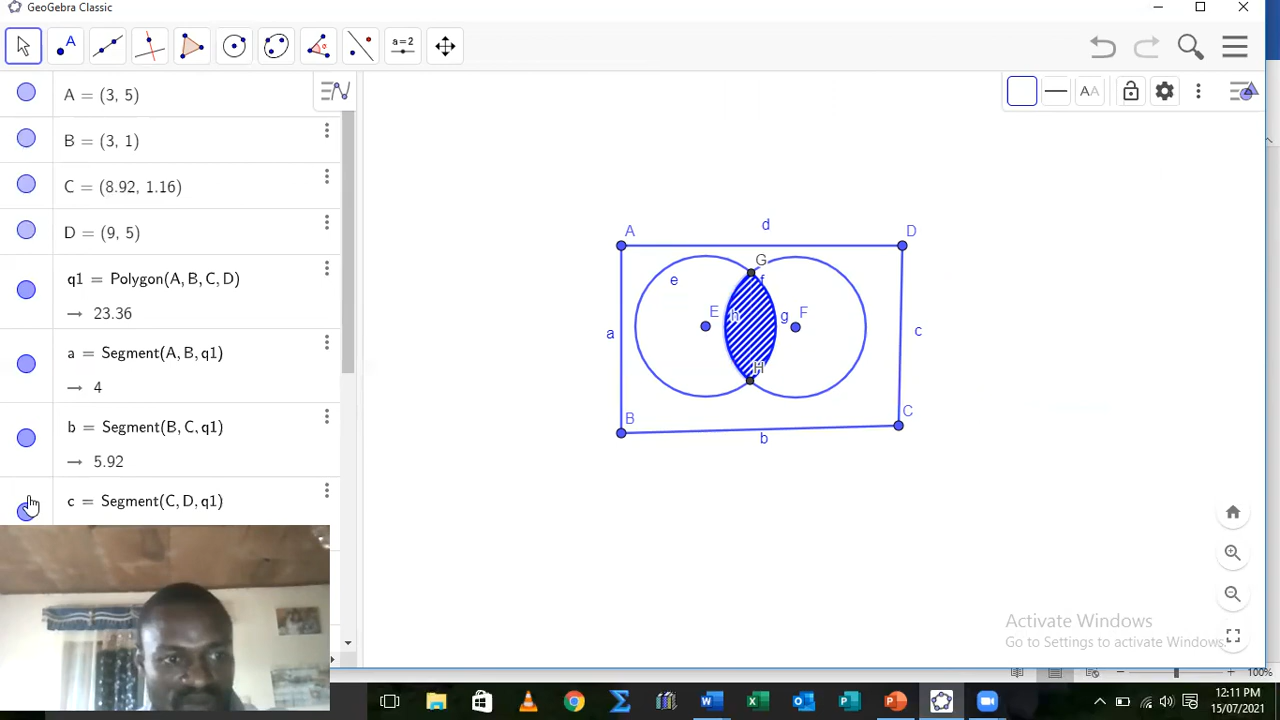 GeoGebra Classic
A
a=2
A = (3, 5)
B = (3, 1)
C = (8.92, 1.16)
D = (9, 5)
q1 = Polygon(A, B, C, D)
→ 23.36
a = Segment(A, B, q1)
→ 4
b = Segment(B, C, q1)
→ 5.92
c = Segment(C, D, q1)
AA
A
d
D
G
e
f
E
h
g
F
a
c
H
B
C
b
Activate Windows
Go to Settings to activate Windows.
100%
12:11 PM
15/07/2021